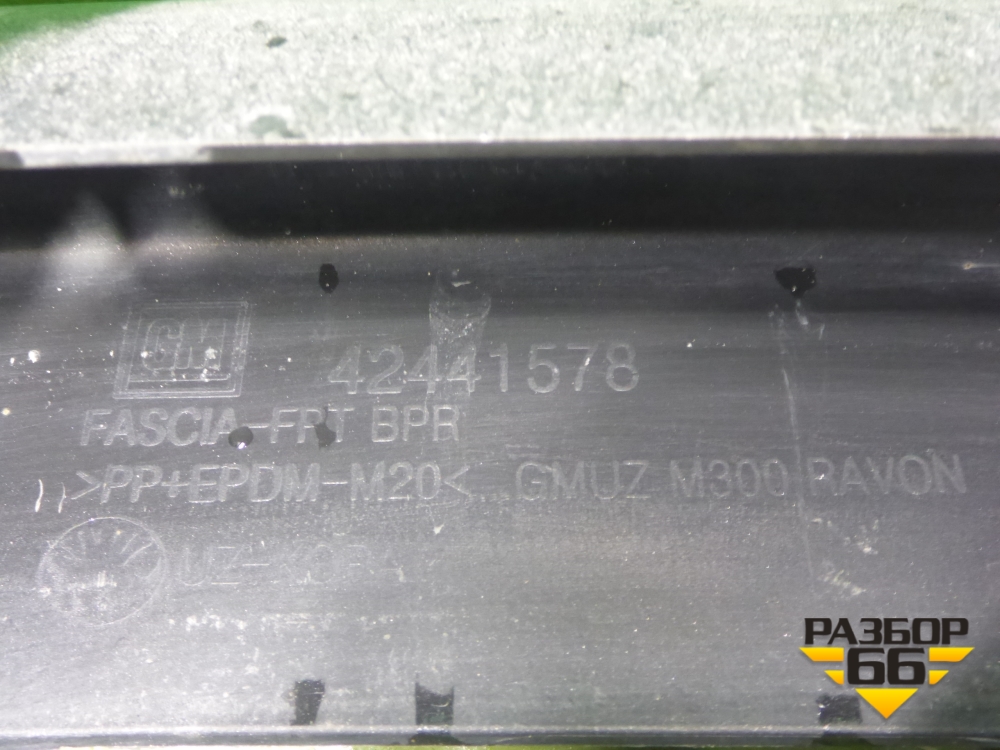 GM
42441578
FASCIA-FRT BPR
>PP+EPDM-M20< ... GMUZ M300 RAVON
РАЗБОР
66